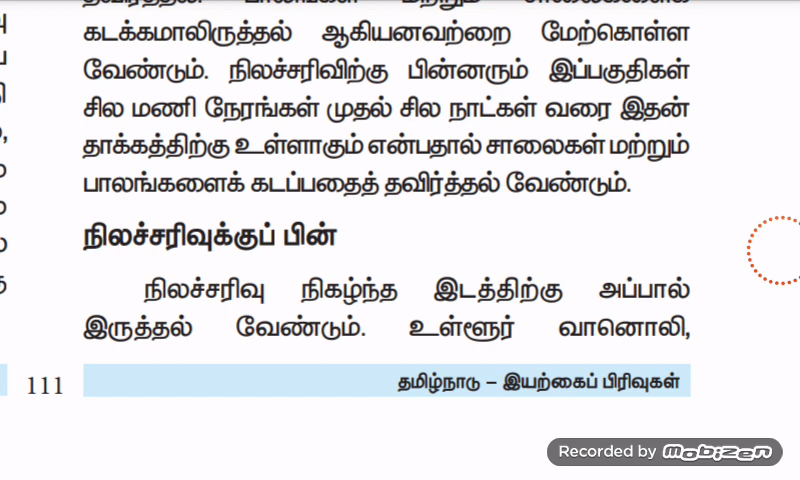 கடக்கமாலிருத்தல் ஆகியனவற்றை மேற்கொள்ள
வேண்டும். நிலச்சரிவிற்கு பின்னரும் இப்பகுதிகள்
சில மணி நேரங்கள் முதல் சில நாட்கள் வரை இதன்
தாக்கத்திற்கு உள்ளாகும் என்பதால் சாலைகள் மற்றும்
பாலங்களைக் கடப்பதைத் தவிர்த்தல் வேண்டும்.
நிலச்சரிவுக்குப் பின்
நிலச்சரிவு நிகழ்ந்த இடத்திற்கு அப்பால்
இருத்தல் வேண்டும். உள்ளூர் வானொலி,
111
தமிழ்நாடு – இயற்கைப் பிரிவுகள்
Recorded by mobizen